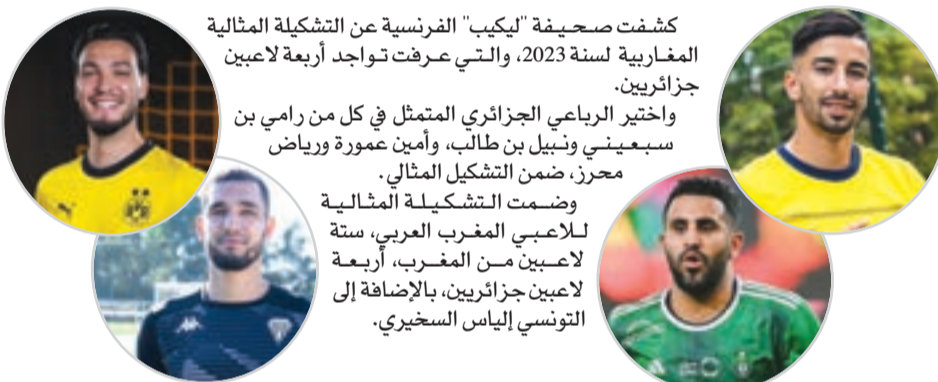 كشفت صحيفة "ليكيب" الفرنسية عن التشكيلة المثالية
المغاربية لسنة 2023، والتي عرفت تواجد أربعة لاعبين
جزائريين.
واختير الرباعي الجزائري المتمثل في كل من رامي بن
سبعيني ونبيل بن طالب، وأمين عمورة ورياض
محرز، ضمن التشكيل المثالي.
وضمت التشكيلة المثالية
للاعبي المغرب العربي، ستة
لاعبين من المغرب، أربعة
لاعبين جزائريين، بالإضافة إلى
التونسي إلياس السخيري.